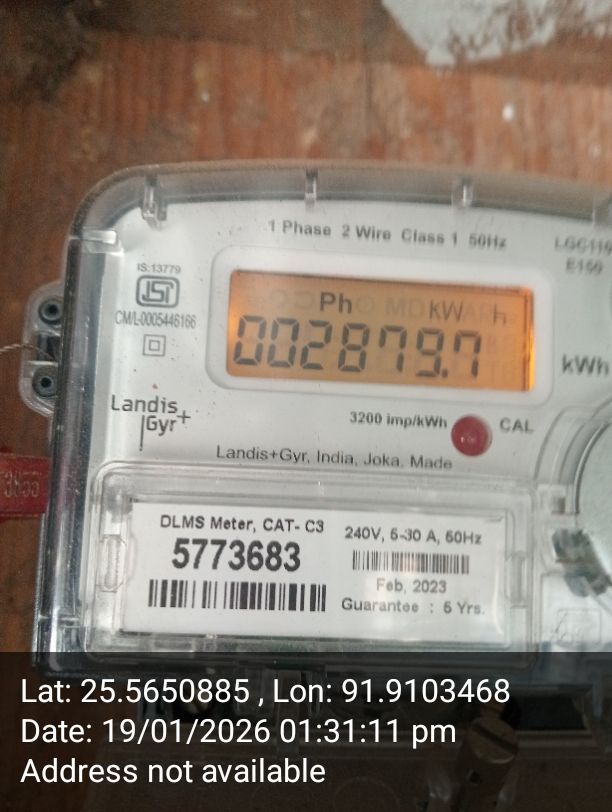 1 Phase 2 Wire Class 1 50Hz
IS:13779
ISI
CM/L-0005446166
Ph kW h
002879.7
kWh
3200 imp/kWh
CAL
Landis
Gyr+
Landis+Gyr, India, Joka. Made
DLMS Meter, CAT- C3
5773683
240V, 5-30 A, 50Hz
Feb, 2023
Guarantee : 5 Yrs.
Lat: 25.5650885 , Lon: 91.9103468
Date: 19/01/2026 01:31:11 pm
Address not available